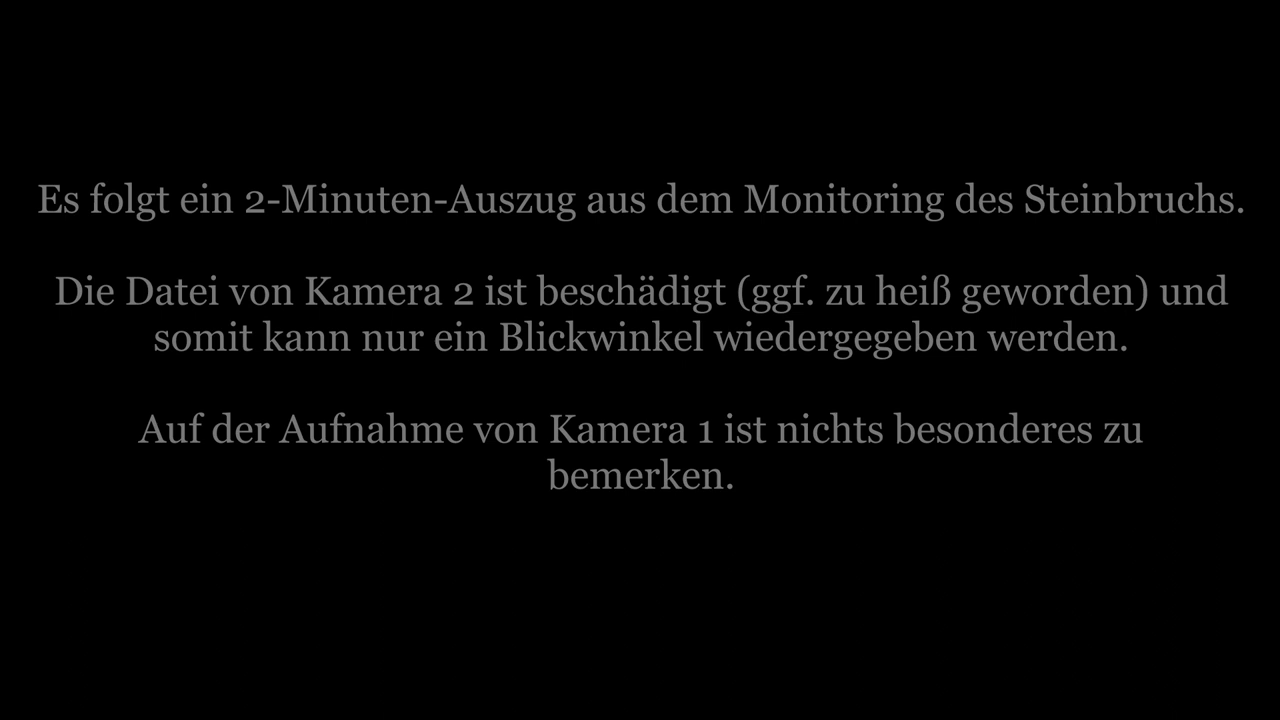 Es folgt ein 2-Minuten-Auszug aus dem Monitoring des Steinbruchs.
Die Datei von Kamera 2 ist beschädigt (ggf. zu heiß geworden) und
somit kann nur ein Blickwinkel wiedergegeben werden.
Auf der Aufnahme von Kamera 1 ist nichts besonderes zu
bemerken.